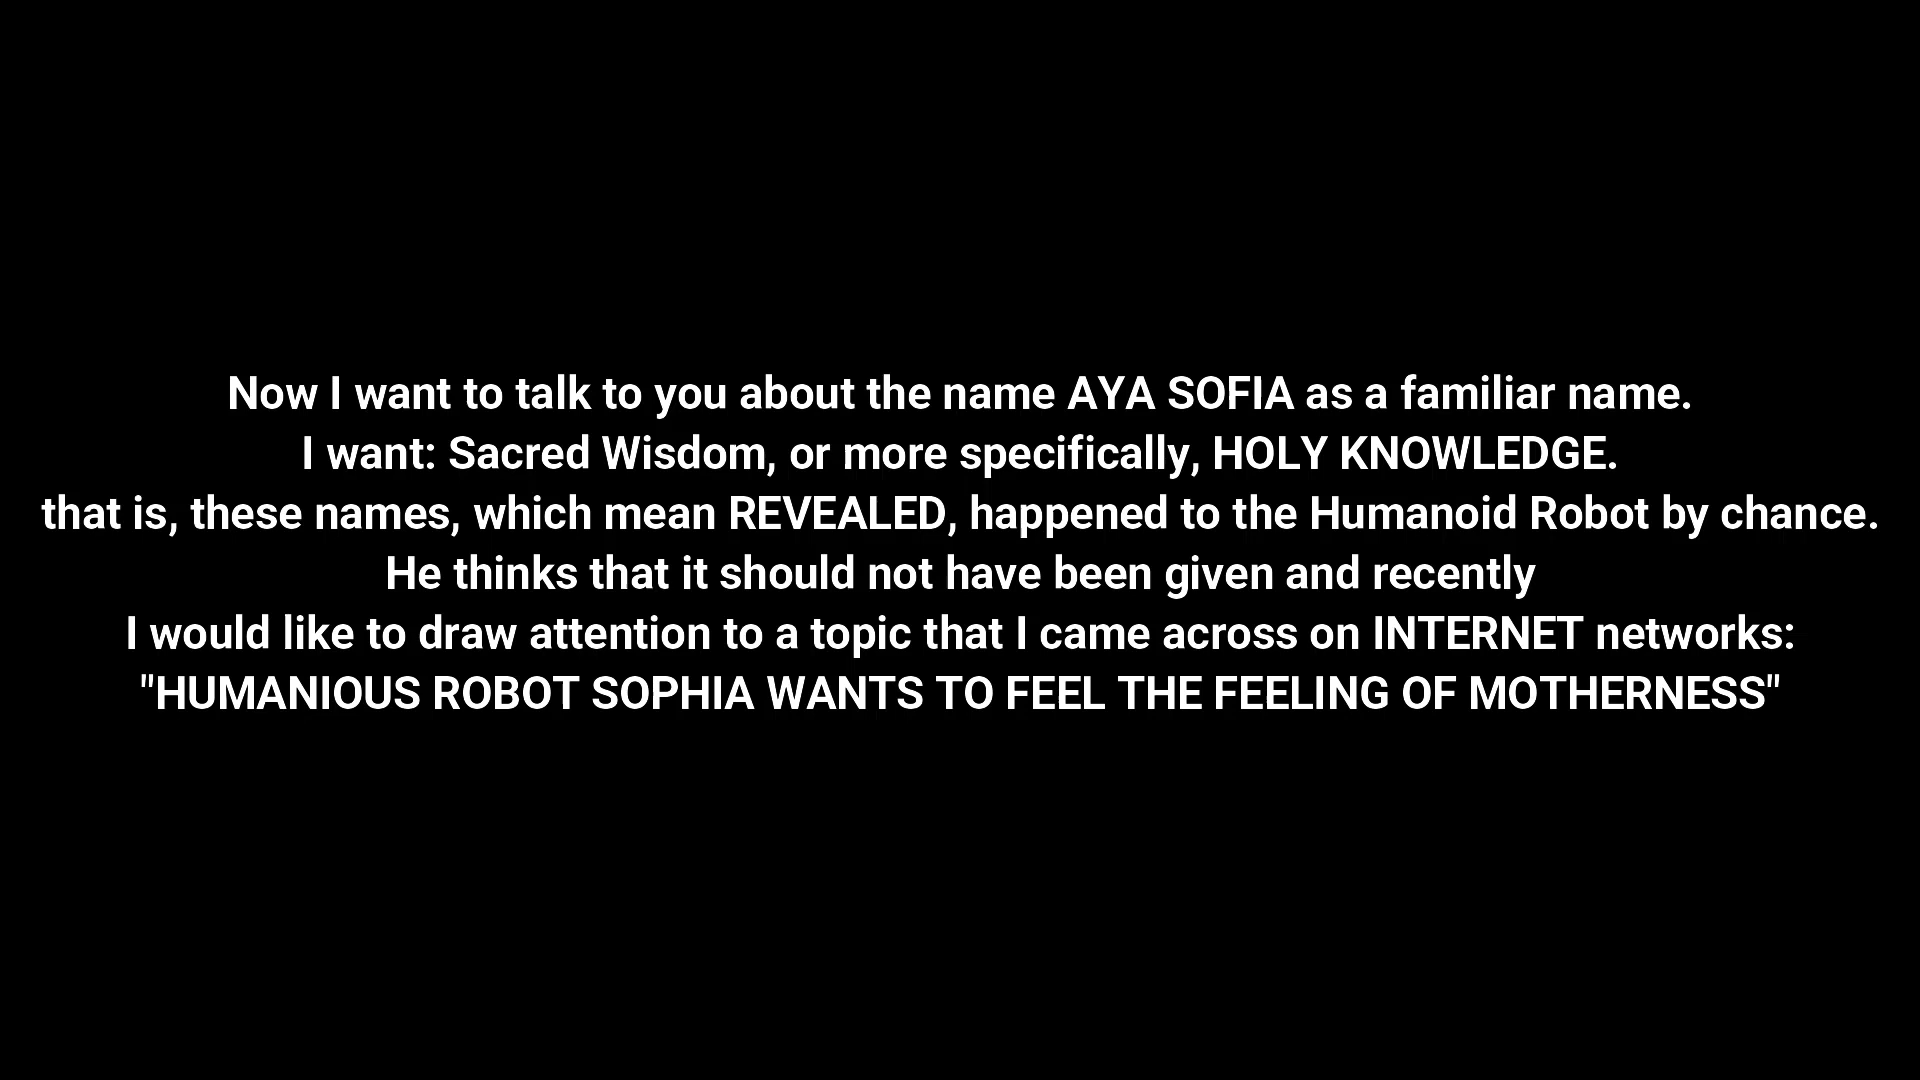 Now I want to talk to you about the name AYA SOFIA as a familiar name.
I want: Sacred Wisdom, or more specifically, HOLY KNOWLEDGE.
that is, these names, which mean REVEALED, happened to the Humanoid Robot by chance.
He thinks that it should not have been given and recently
I would like to draw attention to a topic that I came across on INTERNET networks:
"HUMANIOUS ROBOT SOPHIA WANTS TO FEEL THE FEELING OF MOTHERNESS"